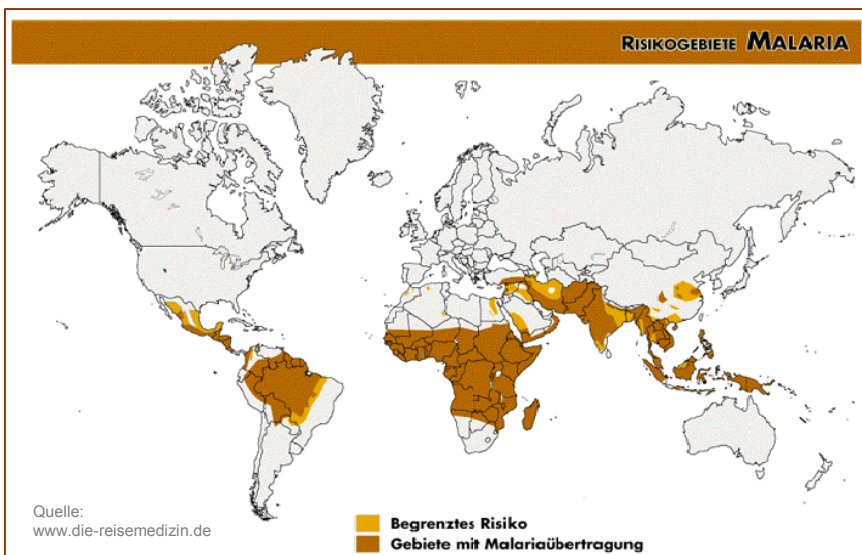 RISIKOGEBIETE MALARIA
Quelle:
www.die-reisemedizin.de
Begrenztes Risiko
Gebiete mit Malariaübertragung